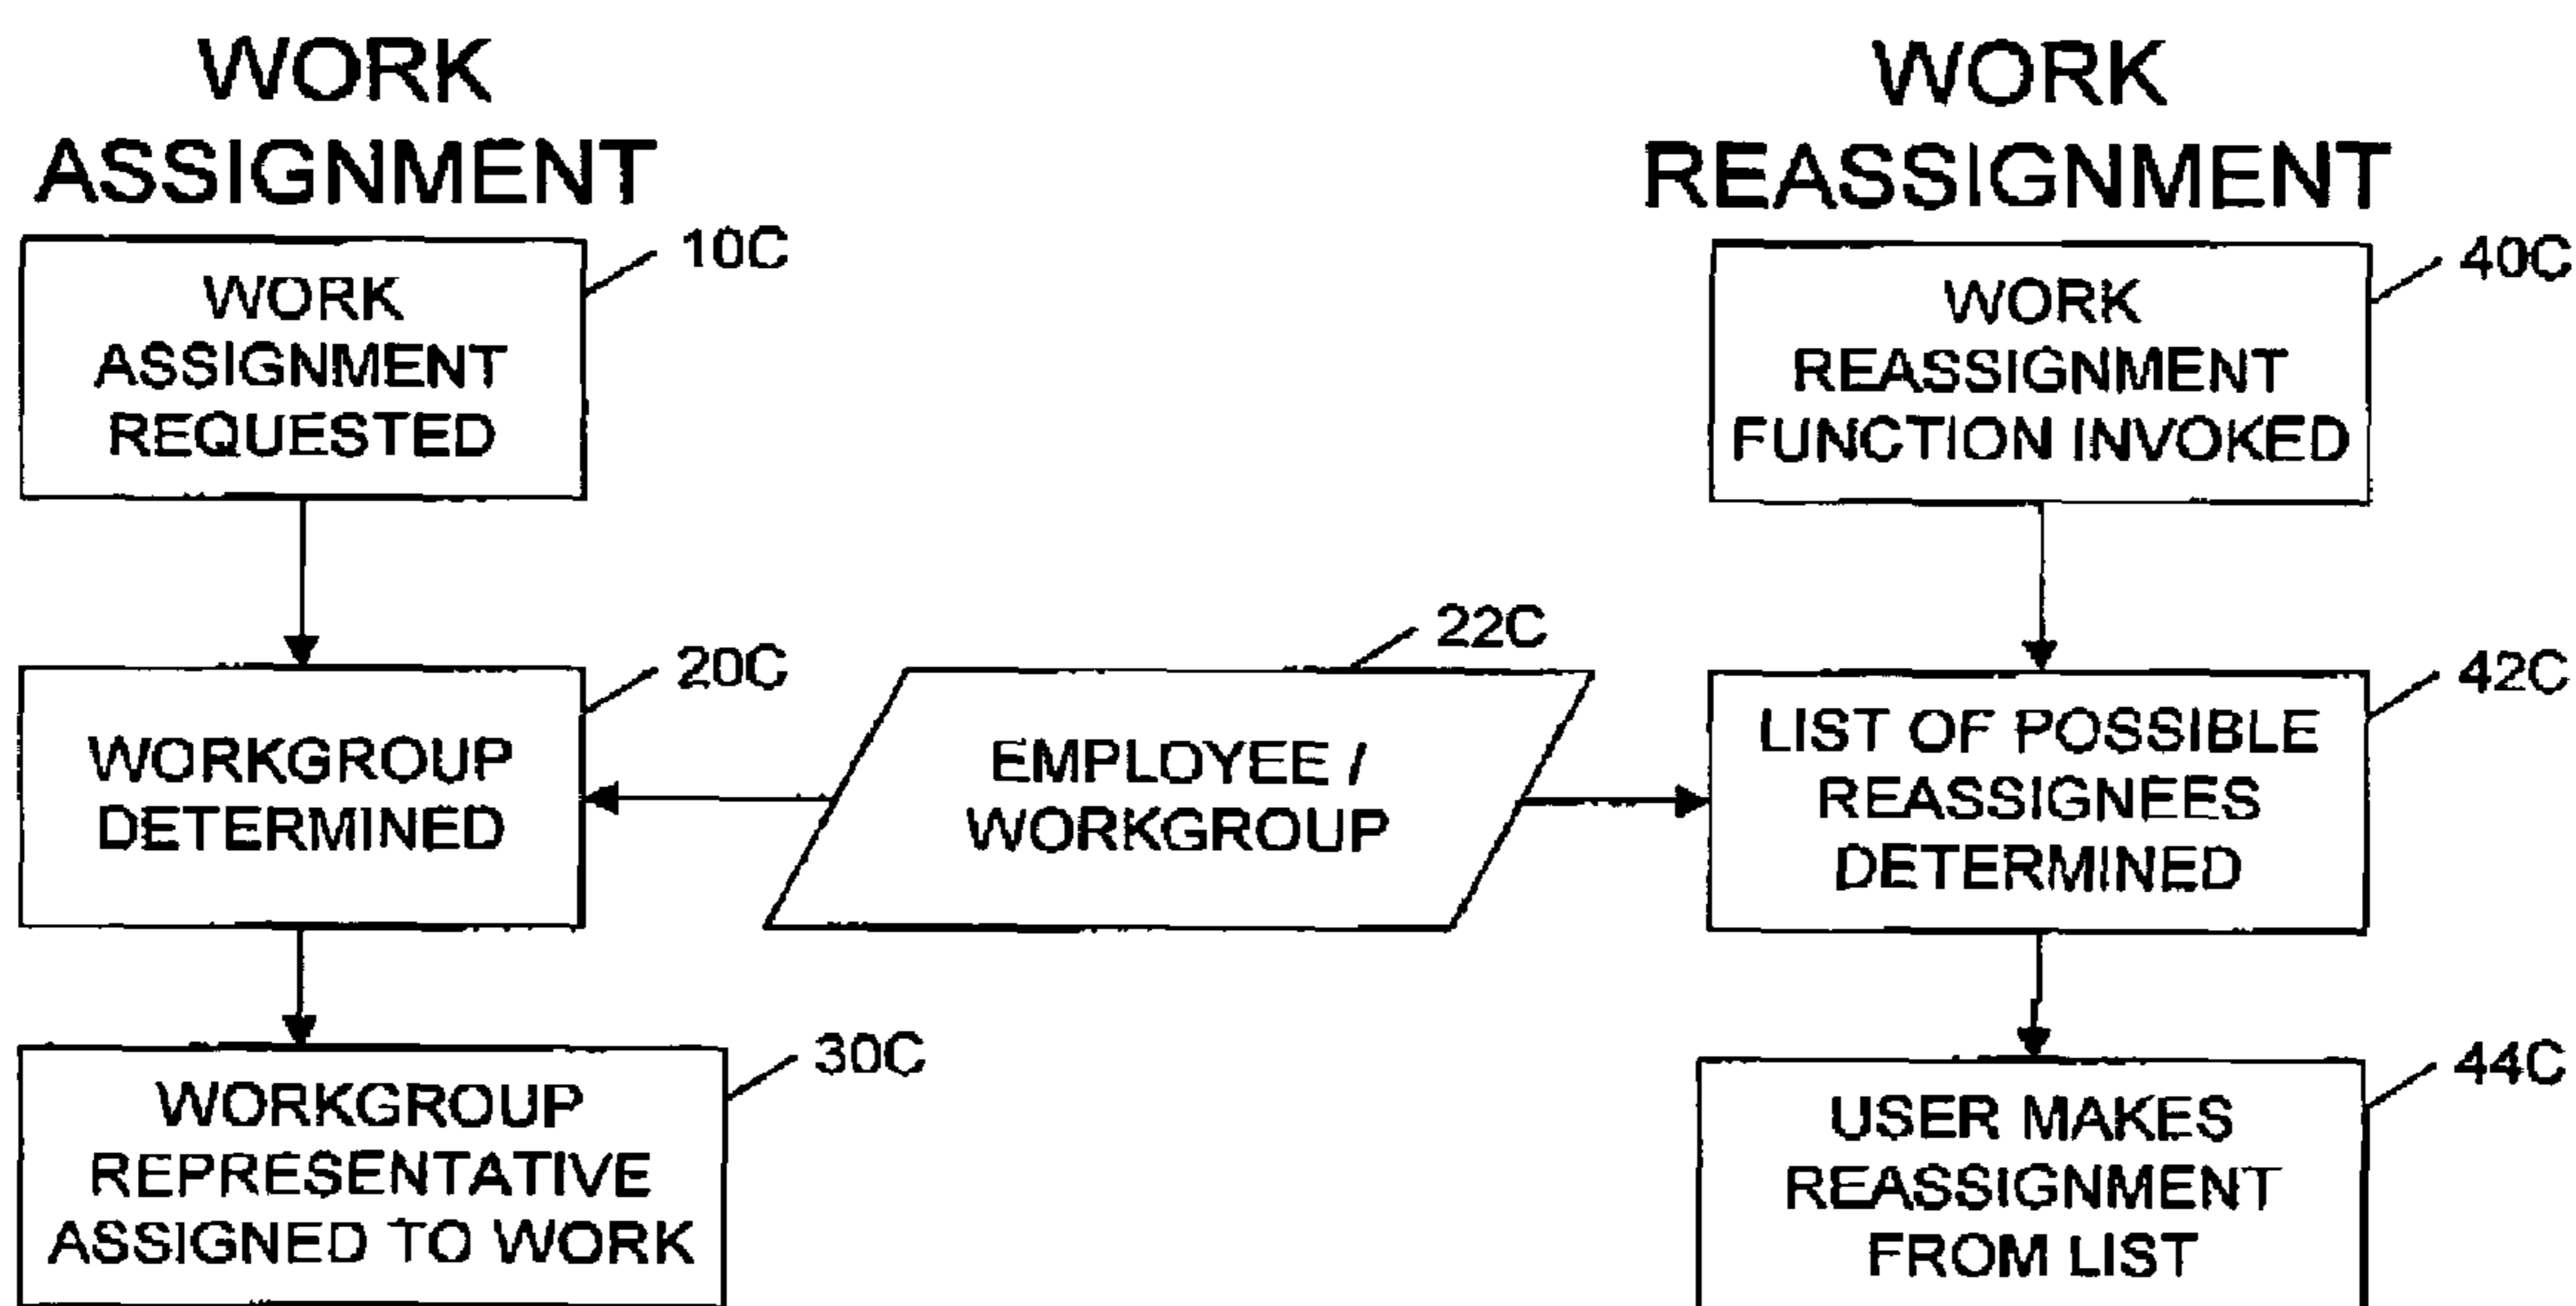 WORK
ASSIGNMENT
10C
WORK
ASSIGNMENT
REQUESTED
20C
WORKGROUP
DETERMINED
30C
WORKGROUP
REPRESENTATIVE
ASSIGNED TO WORK
22C
EMPLOYEE /
WORKGROUP
WORK
REASSIGNMENT
40C
WORK
REASSIGNMENT
FUNCTION INVOKED
42C
LIST OF POSSIBLE
REASSIGNEES
DETERMINED
44C
USER MAKES
REASSIGNMENT
FROM LIST